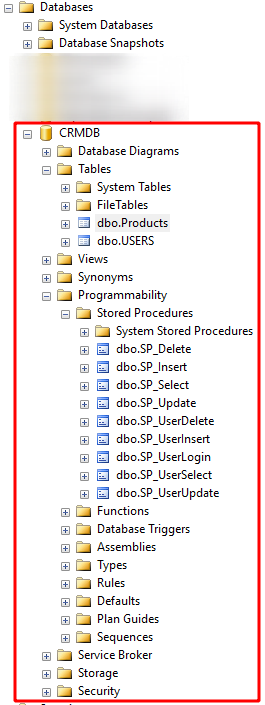 Databases
System Databases
Database Snapshots
CRMDB
Database Diagrams
Tables
System Tables
FileTables
dbo.Products
dbo.USERS
Views
Synonyms
Programmability
Stored Procedures
System Stored Procedures
dbo.SP_Delete
dbo.SP_Insert
dbo.SP_Select
dbo.SP_Update
dbo.SP_UserDelete
dbo.SP_UserInsert
dbo.SP_UserLogin
dbo.SP_UserSelect
dbo.SP_UserUpdate
Functions
Database Triggers
Assemblies
Types
Rules
Defaults
Plan Guides
Sequences
Service Broker
Storage
Security